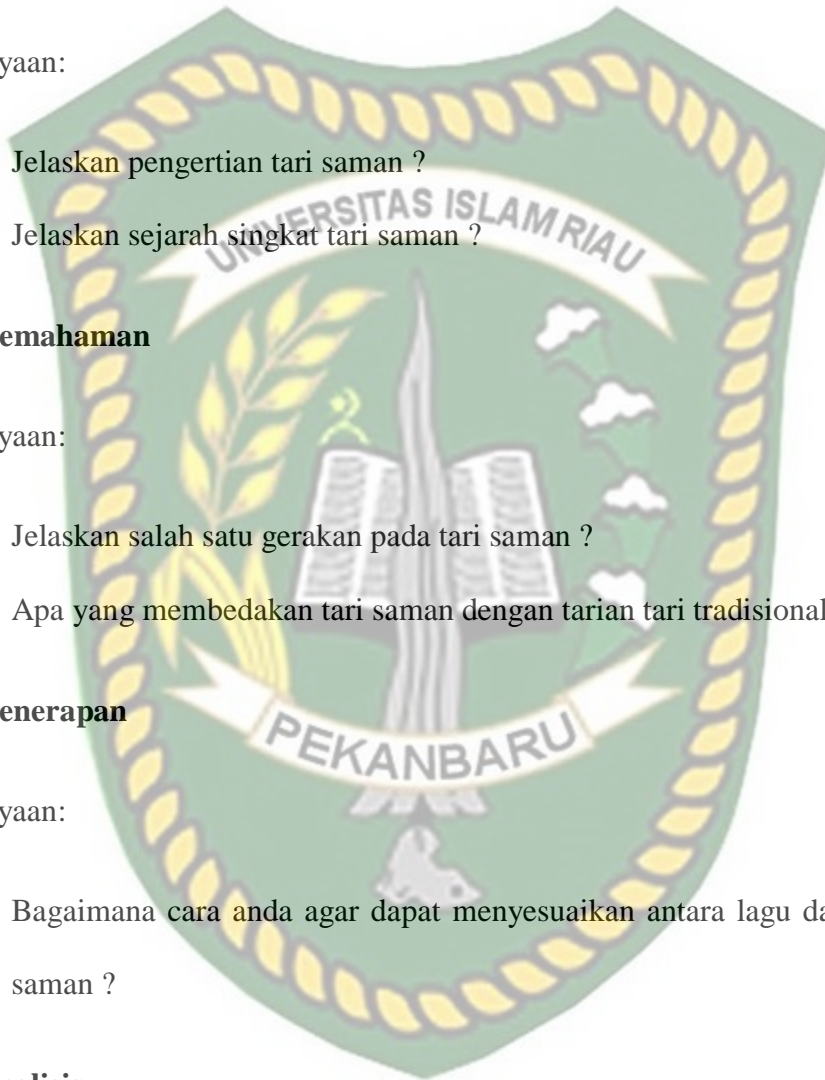 yaan:
Jelaskan pengertian tari saman ?
UNIVERSITAS ISLAM RIAU
Jelaskan sejarah singkat tari saman ?
emahaman
yaan:
Jelaskan salah satu gerakan pada tari saman ?
Apa yang membedakan tari saman dengan tarian tari tradisional
enerapan
PEKANBARU
yaan:
Bagaimana cara anda agar dapat menyesuaikan antara lagu da
saman ?